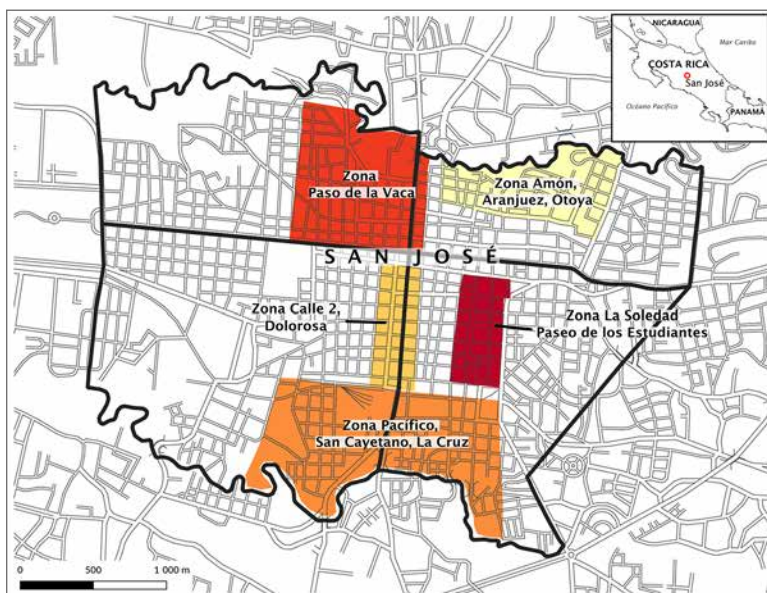 NICARAGUA
Mar Caribe
COSTA RICA
San José
Océano Pacífico
PANAMÁ
Zona
Paso de la Vaca
Zona Amón,
Aranjuez, Otoya
SAN JOSÉ
Zona Calle 2,
Dolorosa
Zona La Soledad
Paseo de los Estudiantes
Zona Pacífico,
San Cayetano, La Cruz
0 500 1 000 m